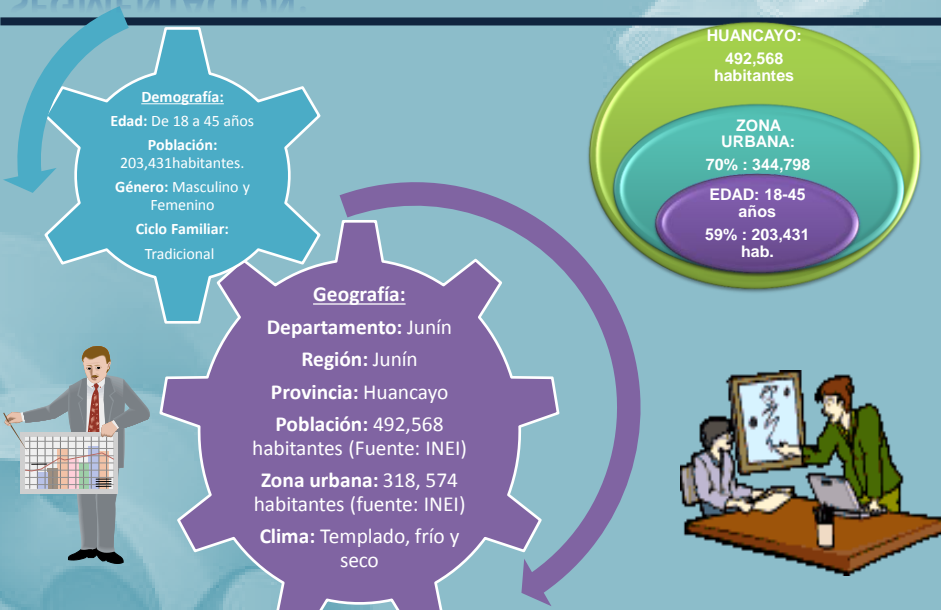 SEGMENTACIÓN:
Demografía:
Edad: De 18 a 45 años
Población:
203,431habitantes.
Género: Masculino y
Femenino
Ciclo Familiar:
Tradicional
Geografía:
Departamento: Junín
Región: Junín
Provincia: Huancayo
Población: 492,568
habitantes (Fuente: INEI)
Zona urbana: 318, 574
habitantes (fuente: INEI)
Clima: Templado, frío y
seco
HUANCAYO:
492,568
habitantes
ZONA
URBANA:
70% : 344,798
EDAD: 18-45
años
59% : 203,431
hab.